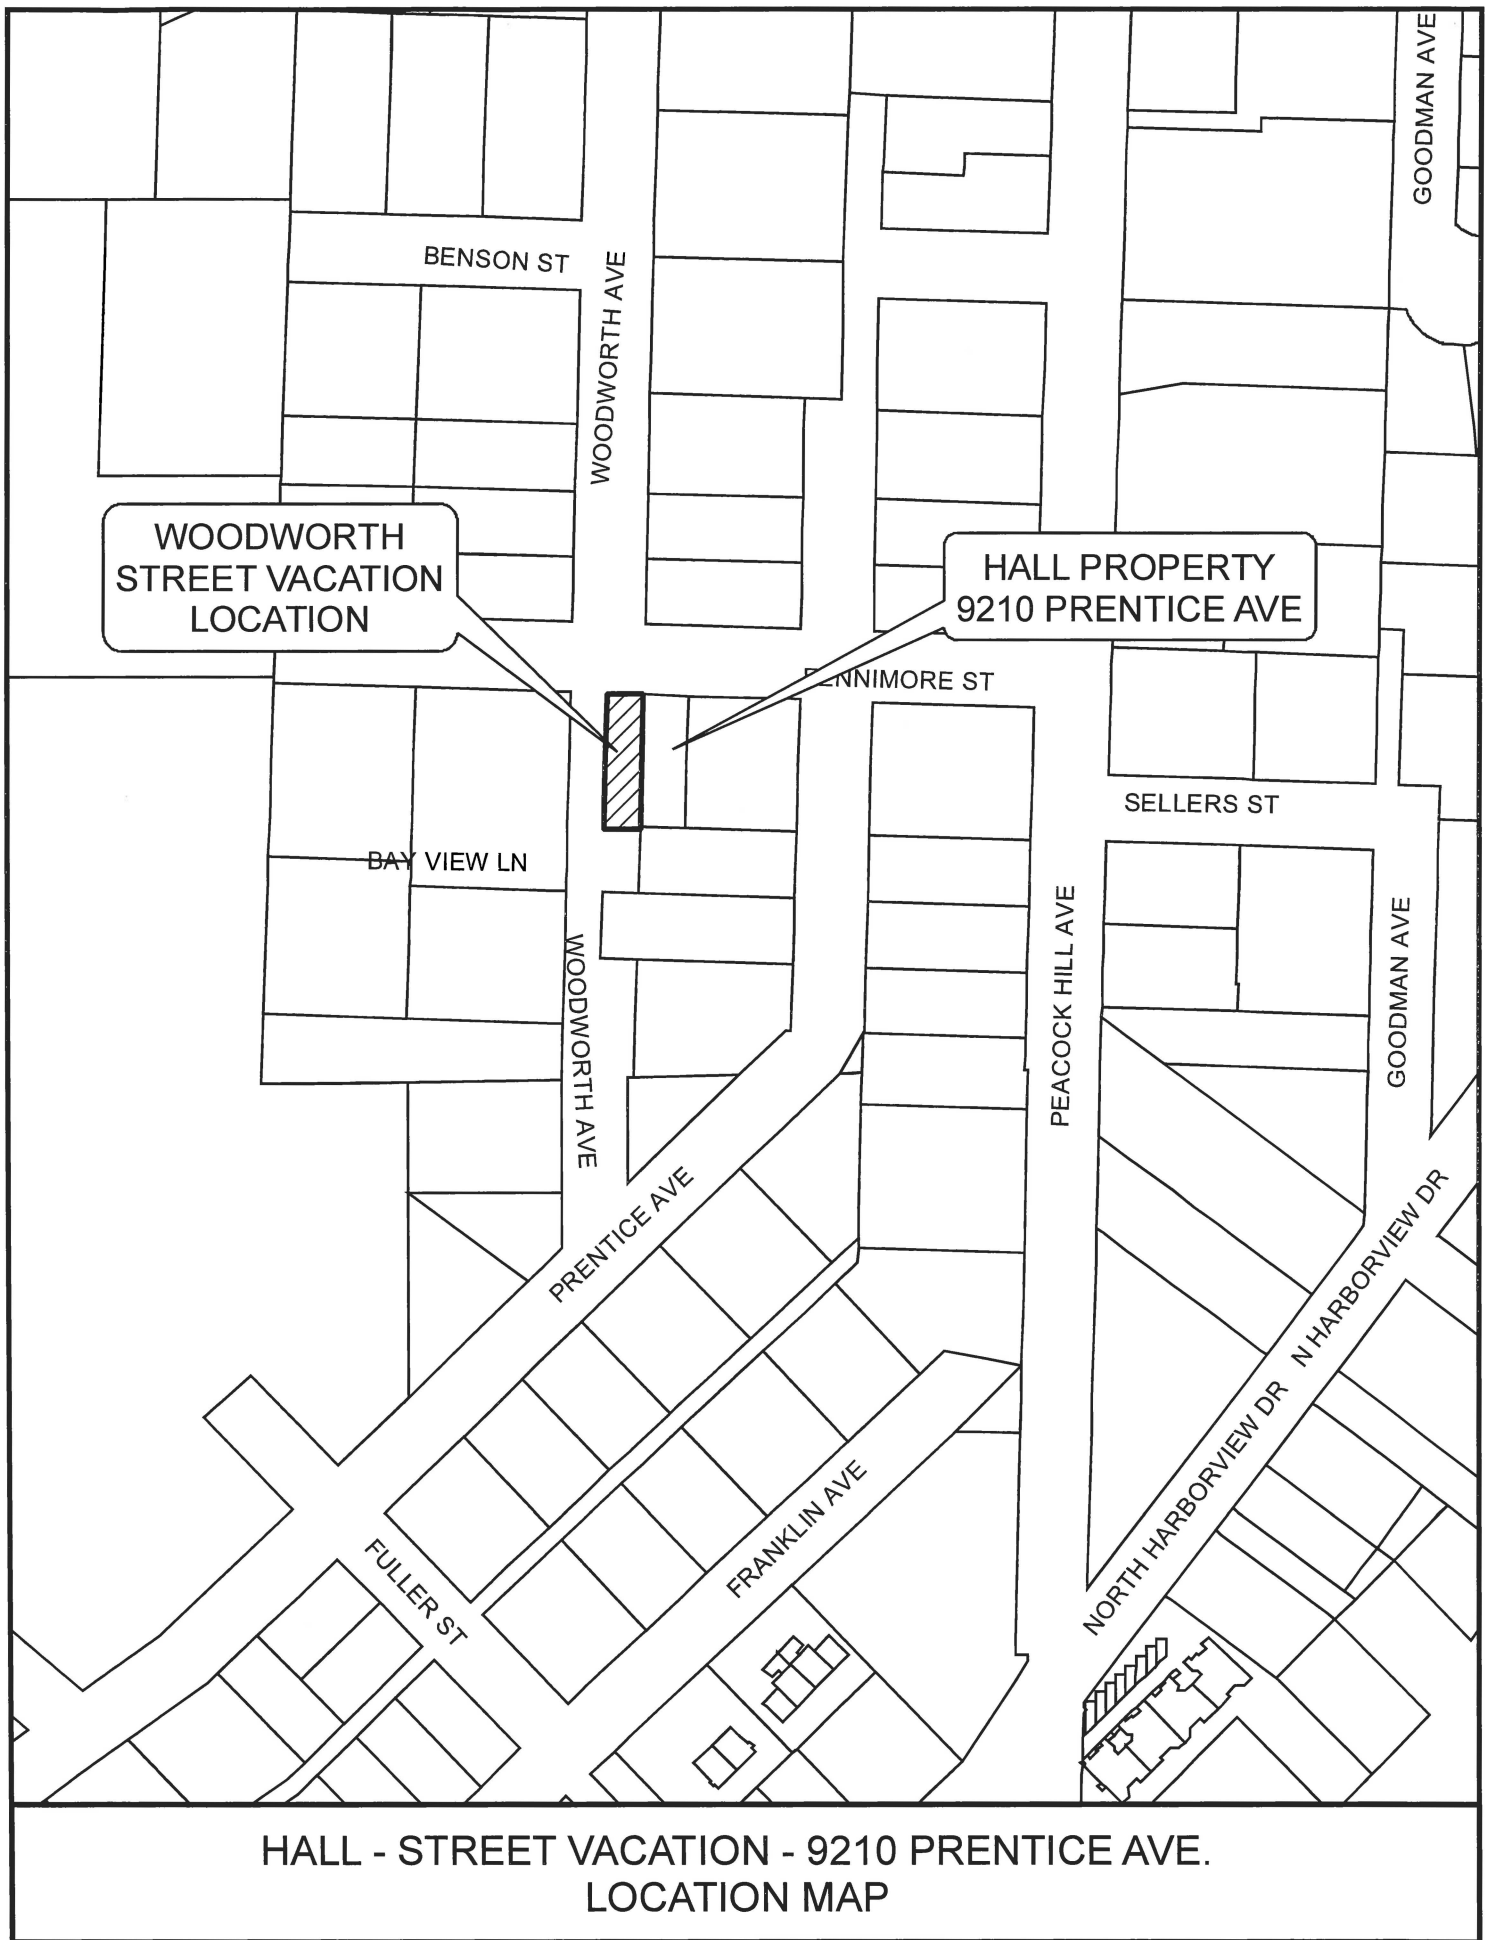 GOODMAN AVE
BENSON ST
WOODWORTH AVE
WOODWORTH
STREET VACATION
LOCATION
HALL PROPERTY
9210 PRENTICE AVE
FENNIMORE ST
SELLERS ST
BAY VIEW LN
WOODWORTH AVE
PEACOCK HILL AVE
GOODMAN AVE
PRENTICE AVE
N HARBORVIEW DR
NORTH HARBORVIEW DR
FRANKLIN AVE
FULLER ST
HALL - STREET VACATION - 9210 PRENTICE AVE.
LOCATION MAP